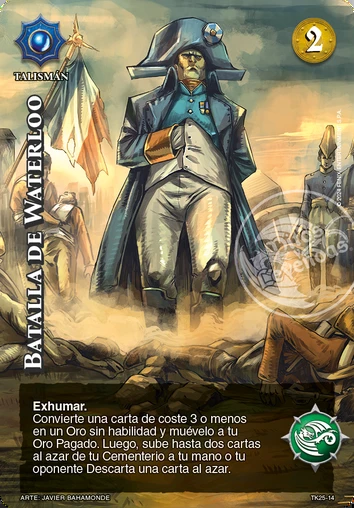 2
TALISMÁN
BATALLA DE WATERLOO
Exhumar.
Convierte una carta de coste 3 o menos
en un Oro sin habilidad y muévelo a tu
Oro Pagado. Luego, sube hasta dos cartas
al azar de tu Cementerio a tu mano o tu
oponente Descarta una carta al azar.
ARTE: JAVIER BAHAMONDE
TK25-14